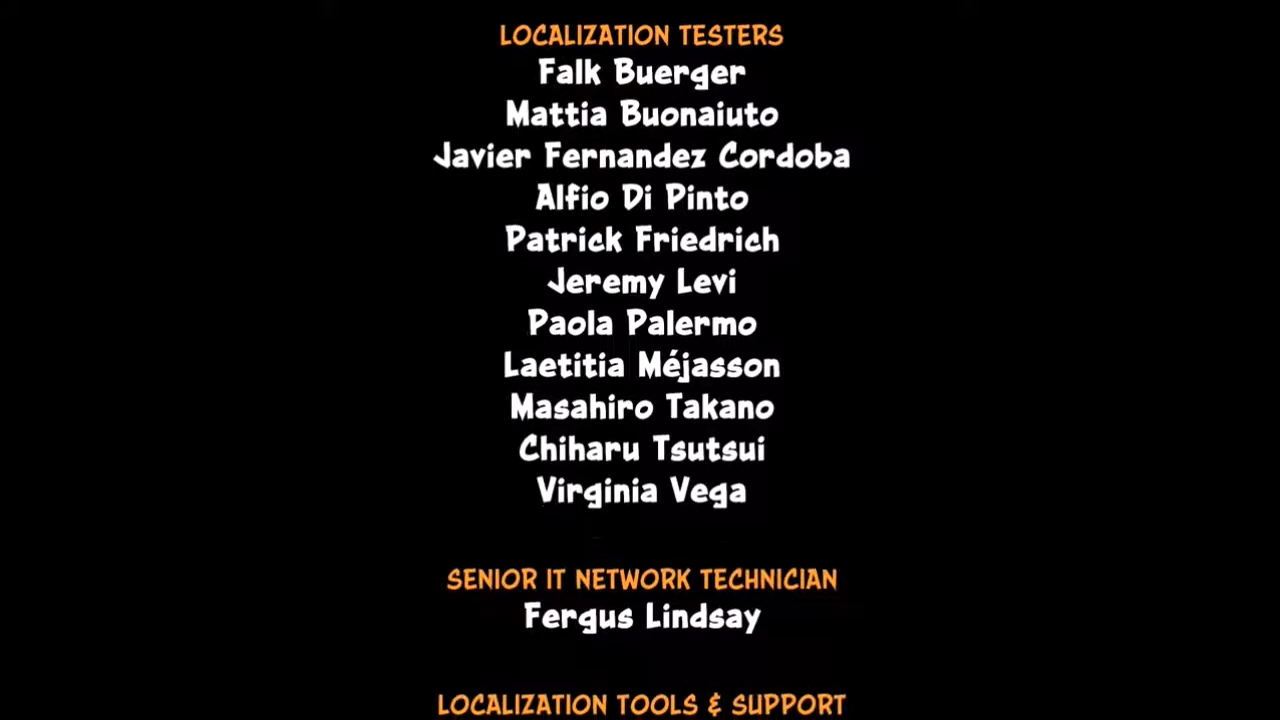 LOCALIZATION TESTERS
Falk Buerger
Mattia Buonaiuto
Javier Fernandez Cordoba
Alfio Di Pinto
Patrick Friedrich
Jeremy Levi
Paola Palermo
Laetitia Méjasson
Masahiro Takano
Chiharu Tsutsui
Virginia Vega
SENIOR IT NETWORK TECHNICIAN
Fergus Lindsay
LOCALIZATION TOOLS & SUPPORT